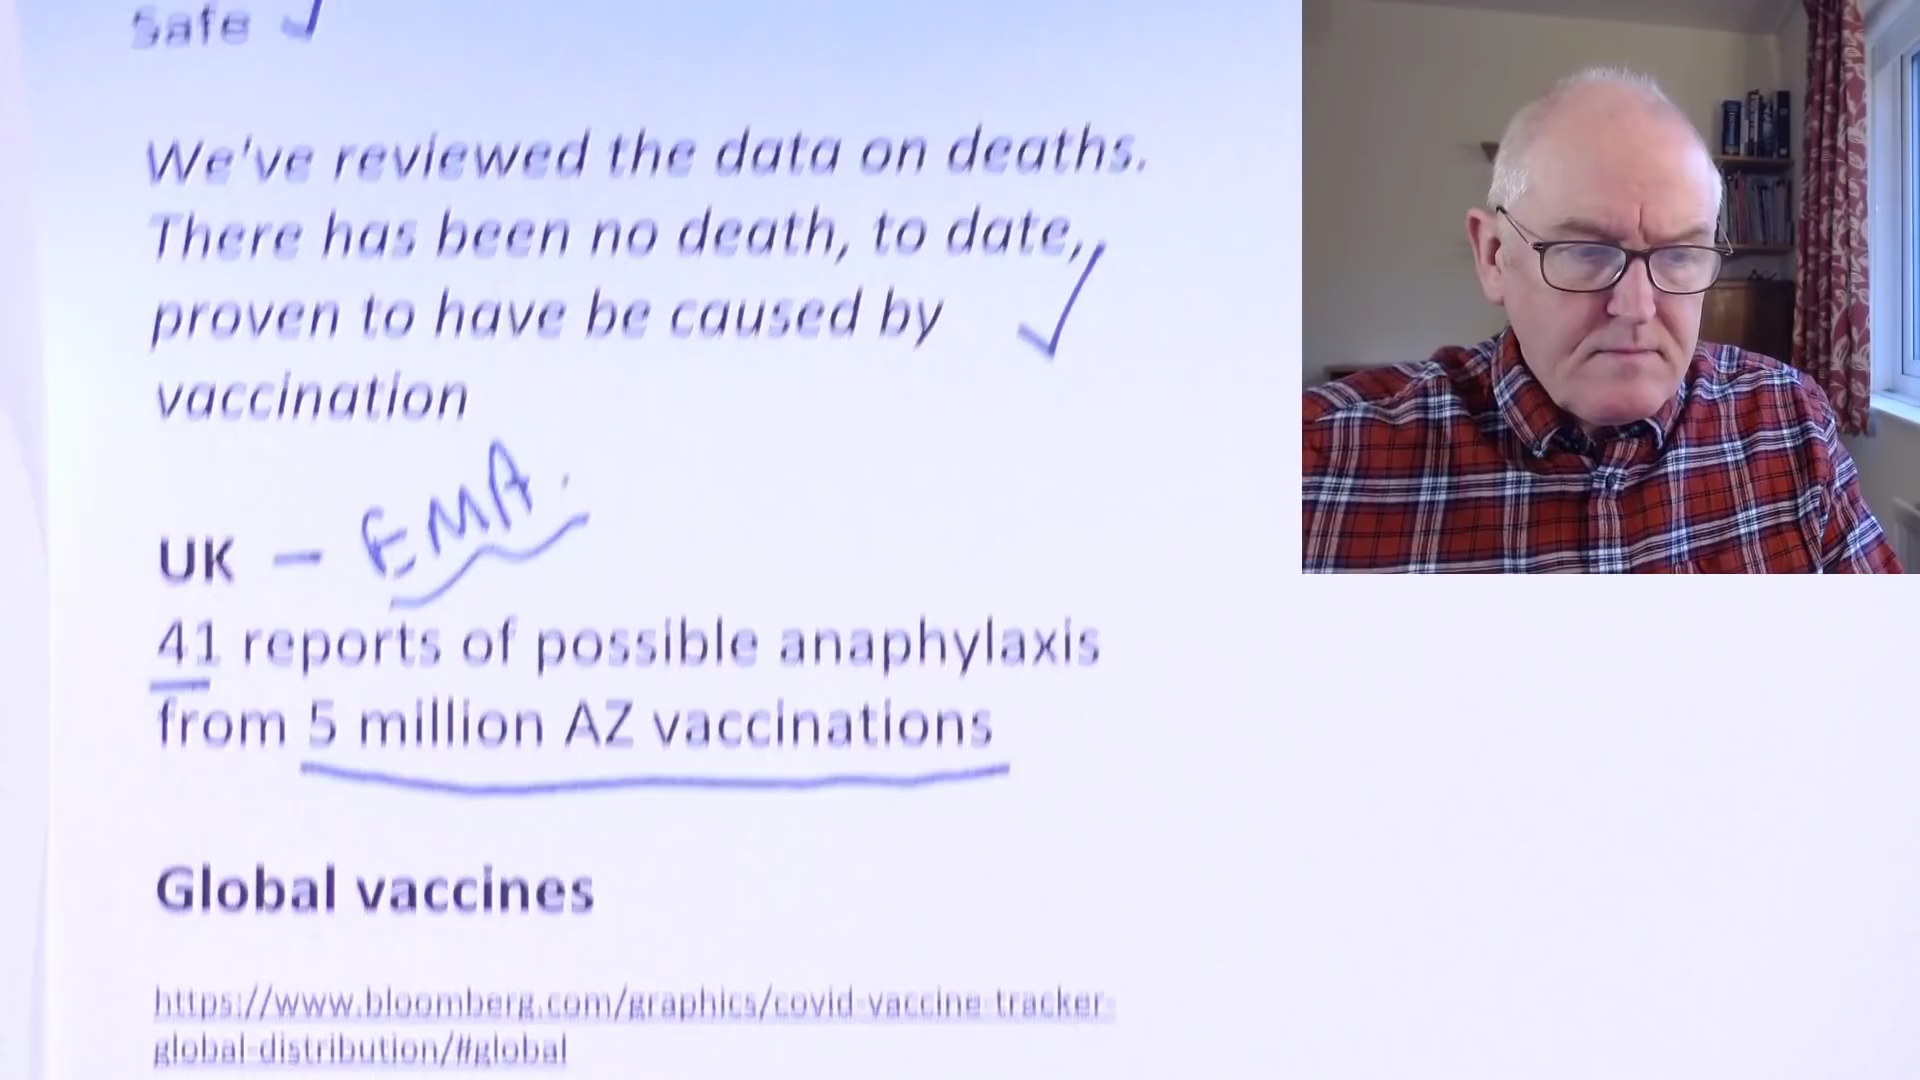 Safe
We've reviewed the data on deaths.
There has been no death, to date,
proven to have be caused by
vaccination
UK – EMA.
41 reports of possible anaphylaxis
from 5 million AZ vaccinations
Global vaccines
https://www.bloomberg.com/graphics/covid-vaccine-tracker-
global-distribution/#global